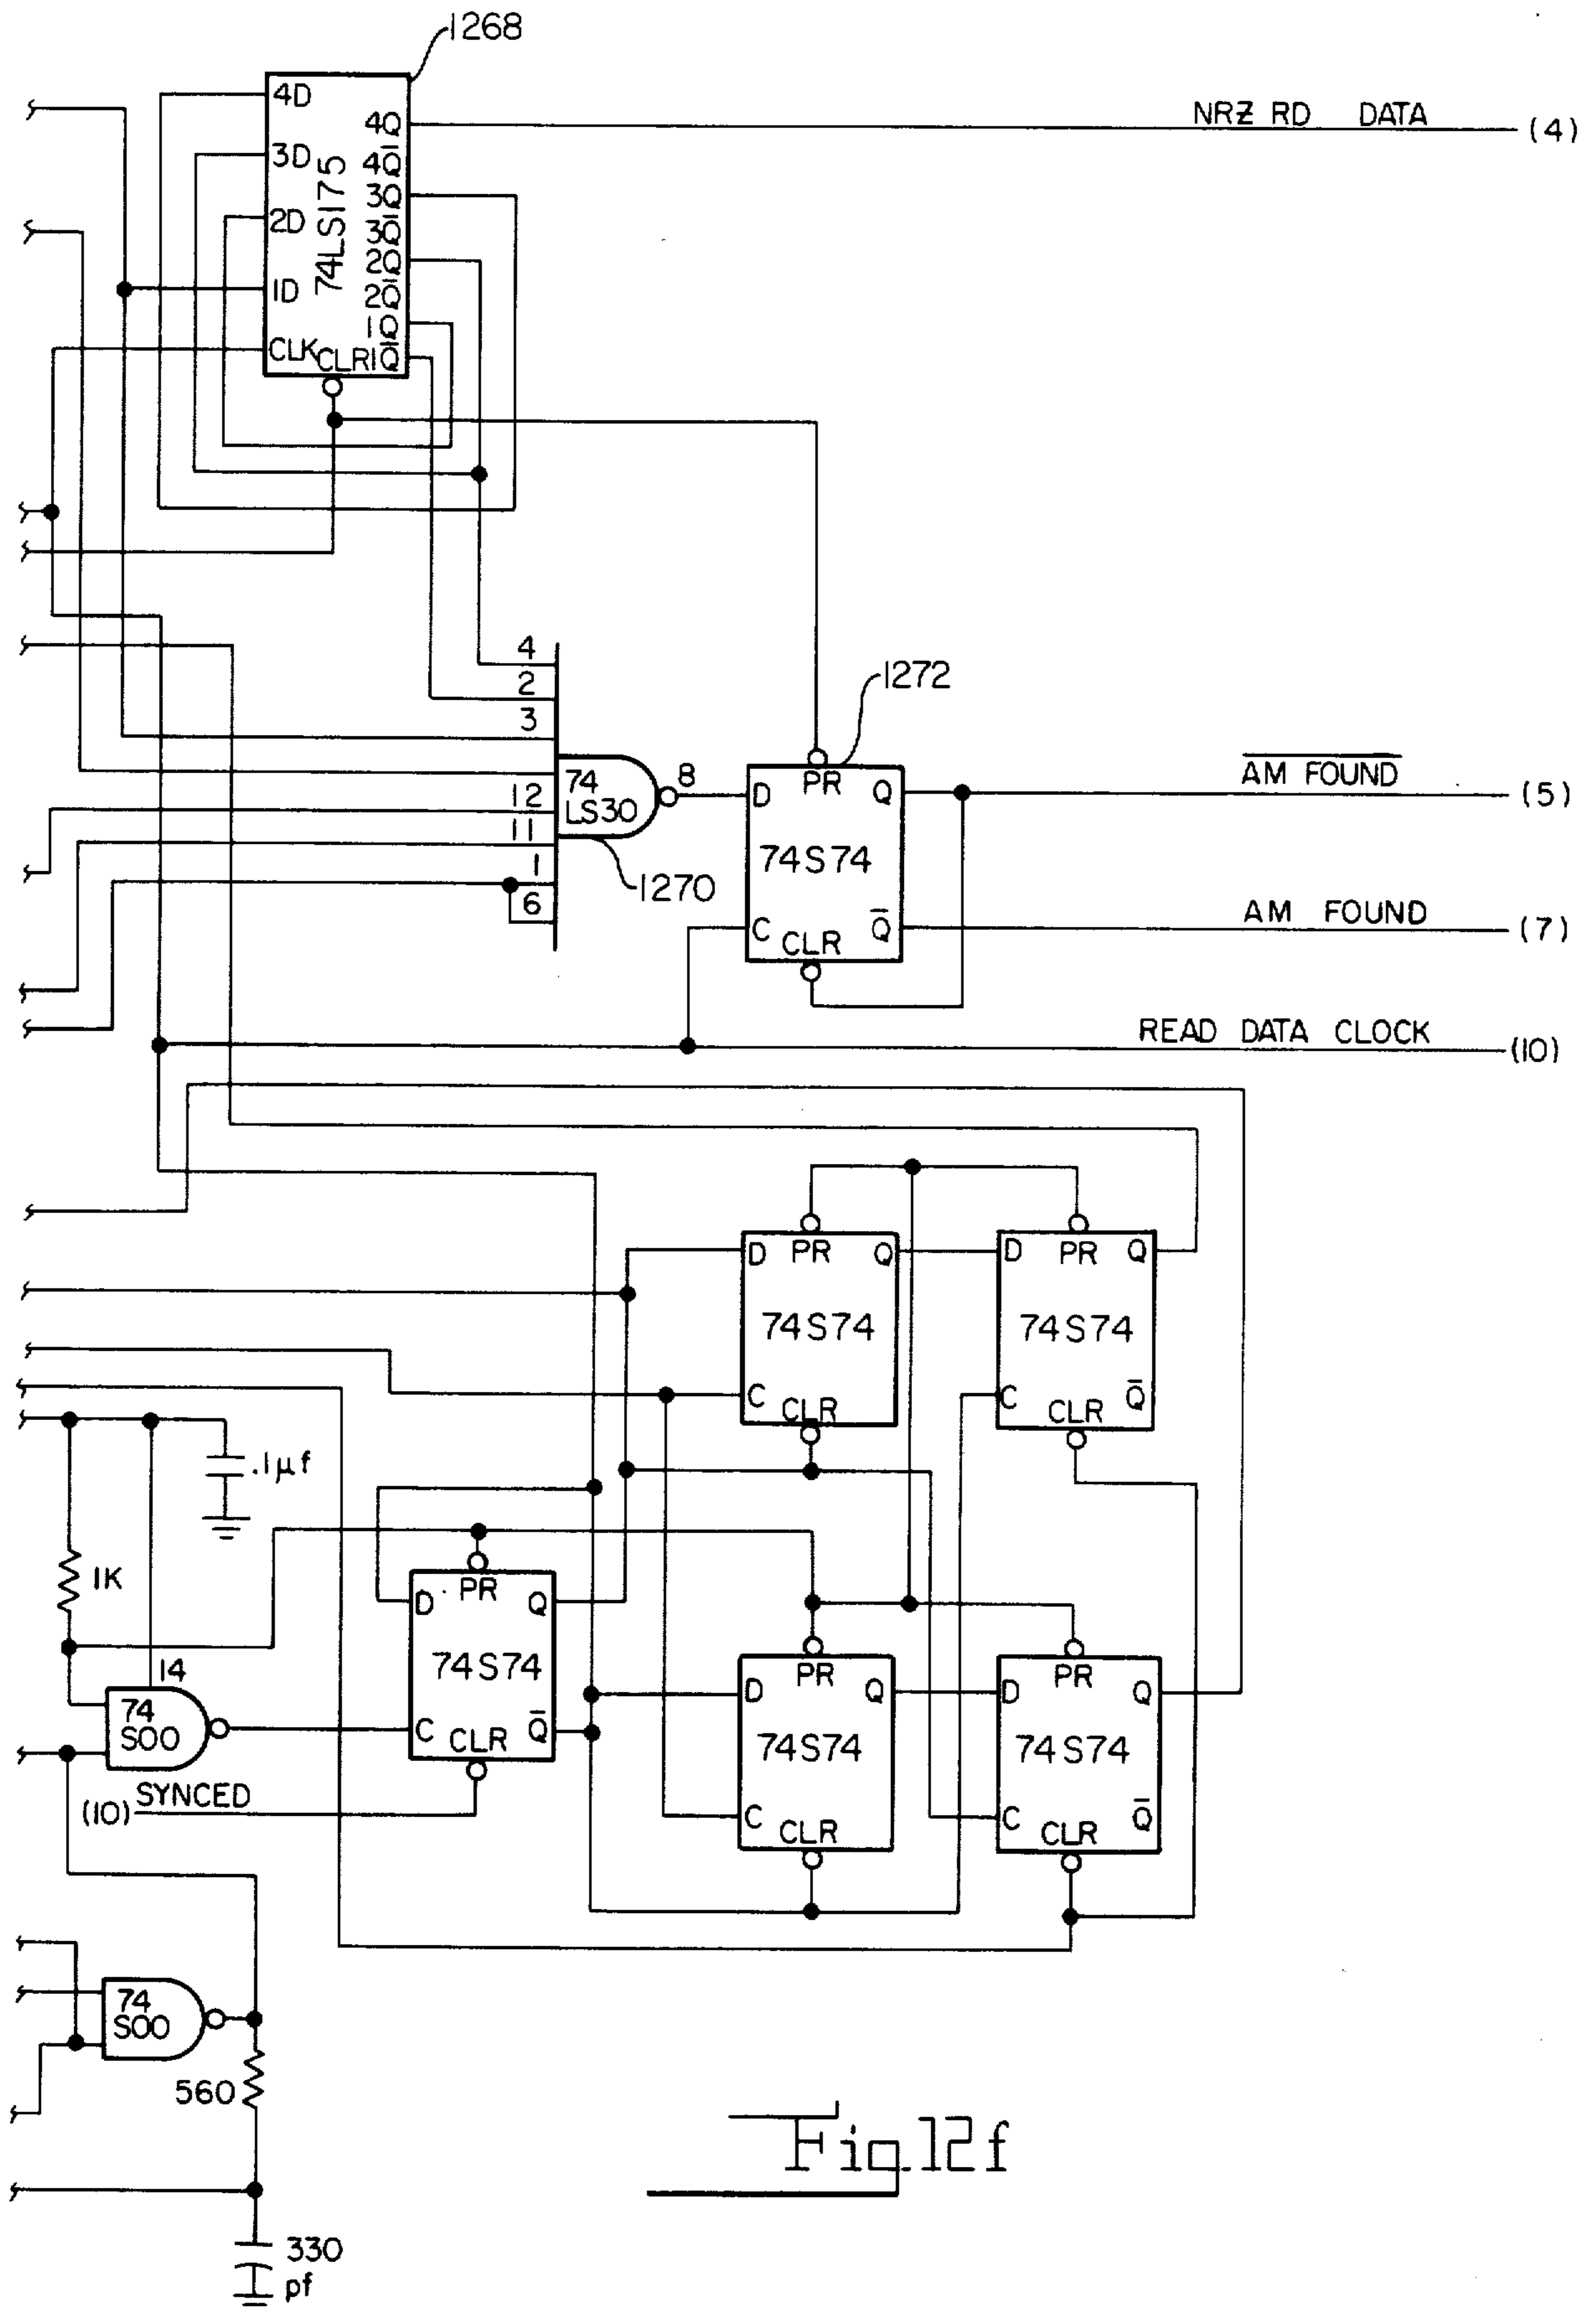 1268
4D
4Q
NRZ RD DATA (4)
3D
4Q̅
74LS175
3Q
2D
3Q̅
2Q
1D
2Q̅
1Q
CLK
CLR
1Q̅
4
2
3
12
11
1
6
74
LS30
8
1270
1272
D PR Q
74S74
C CLR Q̅
A̅M̅ F̅O̅U̅N̅D̅ (5)
AM FOUND (7)
READ DATA CLOCK (10)
D PR Q
74S74
C CLR
D PR Q
74S74
C CLR Q̅
.1µf
1K
14
74
S00
D PR Q
74S74
C CLR Q̅
(10) SYNCED
D PR Q
74S74
C CLR
D PR Q
74S74
C CLR Q̅
74
S00
560
330
pf
Fig.12f